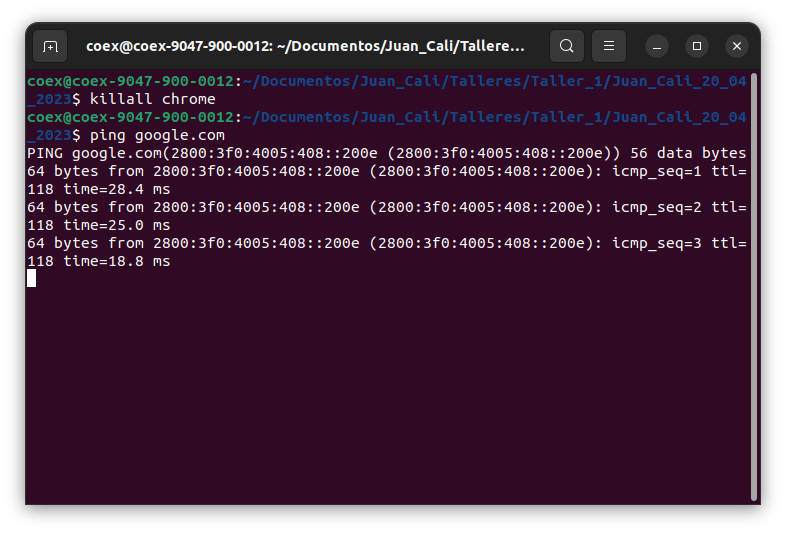 coex@coex-9047-900-0012: ~/Documentos/Juan_Cali/Tallere...
coex@coex-9047-900-0012:~/Documentos/Juan_Cali/Talleres/Taller_1/Juan_Cali_20_04
_2023$ killall chrome
coex@coex-9047-900-0012:~/Documentos/Juan_Cali/Talleres/Taller_1/Juan_Cali_20_04
_2023$ ping google.com
PING google.com(2800:3f0:4005:408::200e (2800:3f0:4005:408::200e)) 56 data bytes
64 bytes from 2800:3f0:4005:408::200e (2800:3f0:4005:408::200e): icmp_seq=1 ttl=
118 time=28.4 ms
64 bytes from 2800:3f0:4005:408::200e (2800:3f0:4005:408::200e): icmp_seq=2 ttl=
118 time=25.0 ms
64 bytes from 2800:3f0:4005:408::200e (2800:3f0:4005:408::200e): icmp_seq=3 ttl=
118 time=18.8 ms